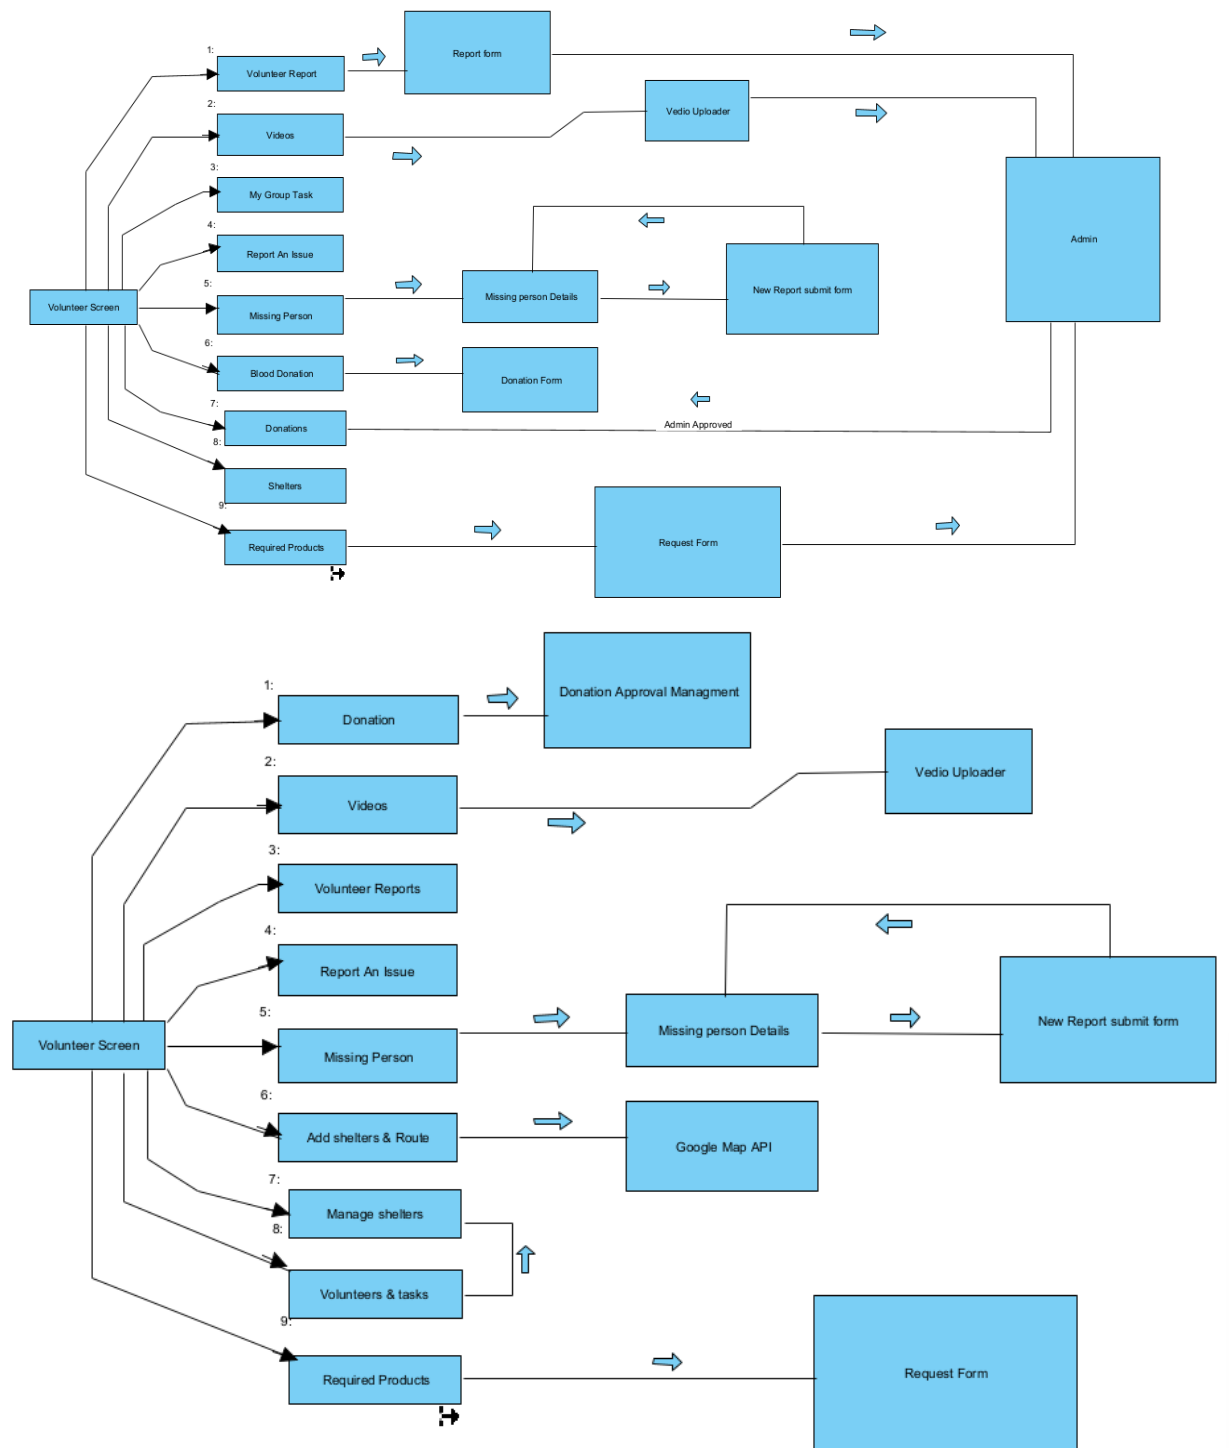 1:
Volunteer Report
Report form
2:
Videos
Vedio Uploader
3:
My Group Task
4:
Report An Issue
Admin
5:
Missing Person
Missing person Details
New Report submit form
Volunteer Screen
6:
Blood Donation
Donation Form
7:
Donations
Admin Approved
8:
Shelters
9:
Required Products
Request Form
1:
Donation
Donation Approval Managment
2:
Videos
Vedio Uploader
3:
Volunteer Reports
4:
Report An Issue
5:
Missing Person
Missing person Details
New Report submit form
Volunteer Screen
6:
Add shelters & Route
Google Map API
7:
Manage shelters
8:
Volunteers & tasks
9:
Required Products
Request Form